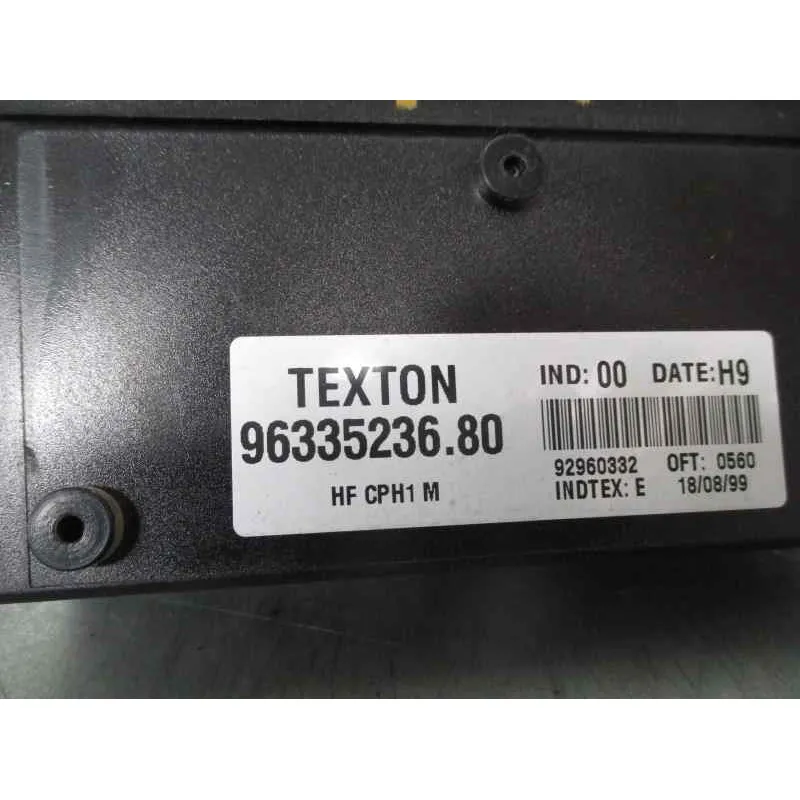 TEXTON
96335236.80
HF CPH1 M
IND: 00 DATE: H9
92960332 OFT: 0560
INDTEX: E 18/08/99